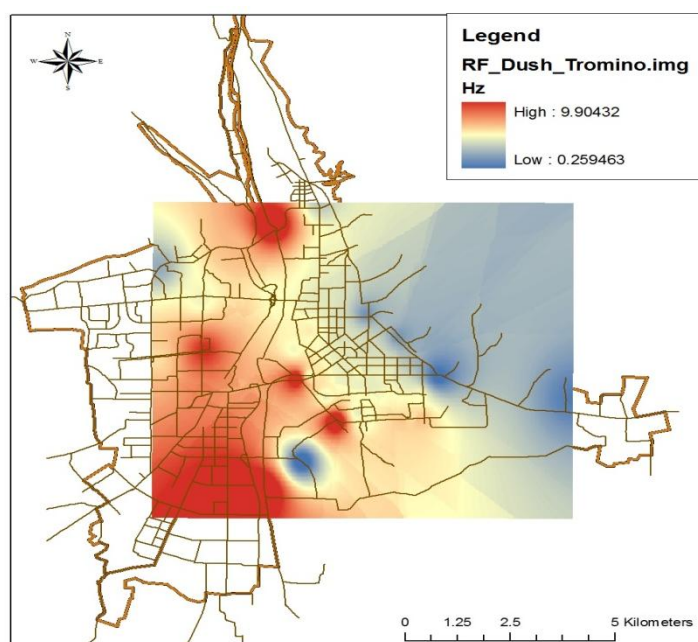 N
W E
S
Legend
RF_Dush_Tromino.img
Hz
High : 9.90432
Low : 0.259463
0 1.25 2.5 5 Kilometers